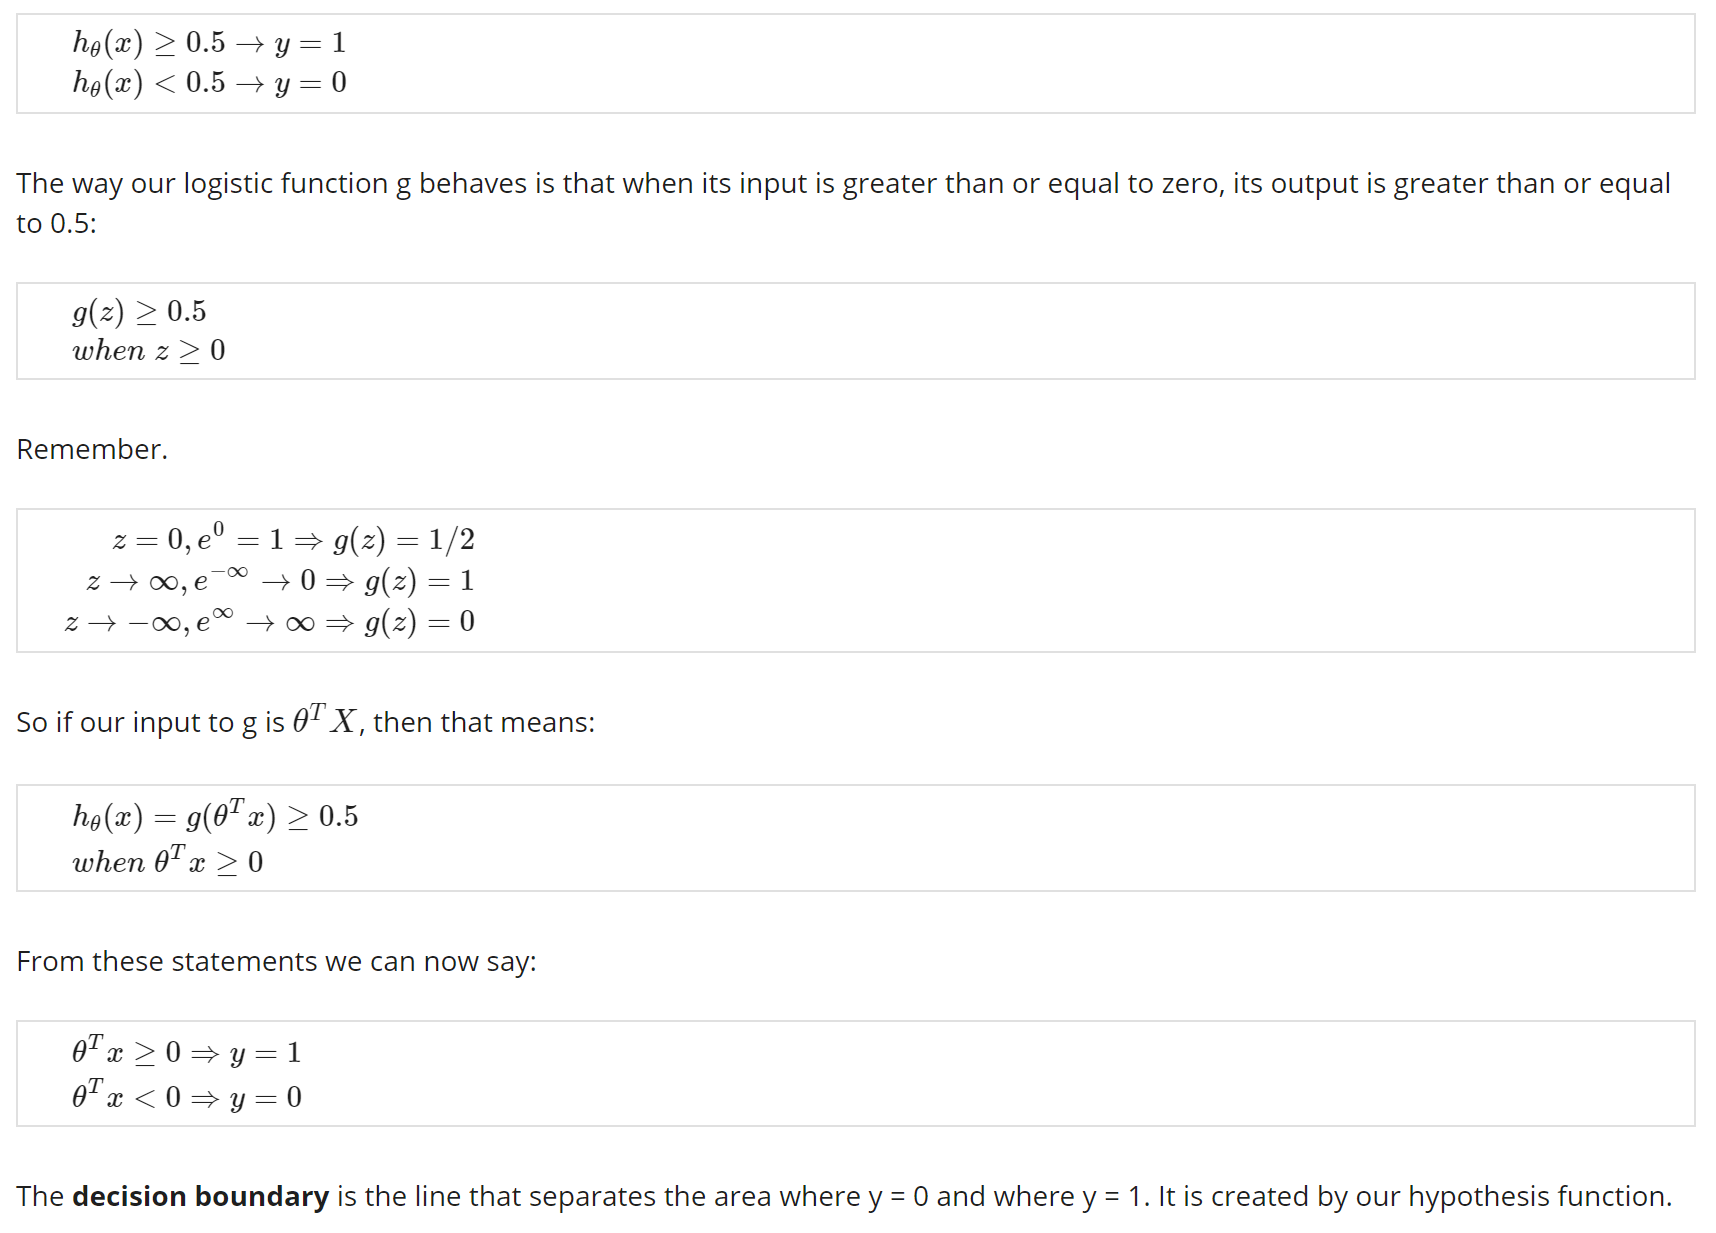 hθ(x) ≥ 0.5 → y = 1
hθ(x) < 0.5 → y = 0
The way our logistic function g behaves is that when its input is greater than or equal to zero, its output is greater than or equal
to 0.5:
g(z) ≥ 0.5
when z ≥ 0
Remember.
z = 0, e^0 = 1 ⇒ g(z) = 1/2
z → ∞, e^−∞ → 0 ⇒ g(z) = 1
z → −∞, e^∞ → ∞ ⇒ g(z) = 0
So if our input to g is θ^T X, then that means:
hθ(x) = g(θ^T x) ≥ 0.5
when θ^T x ≥ 0
From these statements we can now say:
θ^T x ≥ 0 ⇒ y = 1
θ^T x < 0 ⇒ y = 0
The decision boundary is the line that separates the area where y = 0 and where y = 1. It is created by our hypothesis function.